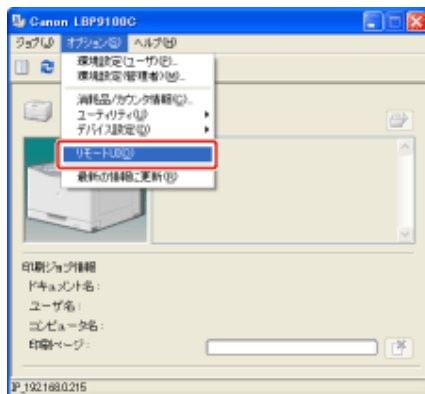 Canon LBP9100C
ジョブ(J) オプション(S) ヘルプ(H)
環境設定(ユーザ)(E)...
環境設定(管理者)(M)...
消耗品/カウンタ情報(C)...
ユーティリティ(U)
デバイス設定(D)
リモートUI(O)
最新の情報に更新(R)
印刷ジョブ情報
ドキュメント名:
ユーザ名:
コンピュータ名:
印刷ページ:
IP_192.168.0.215